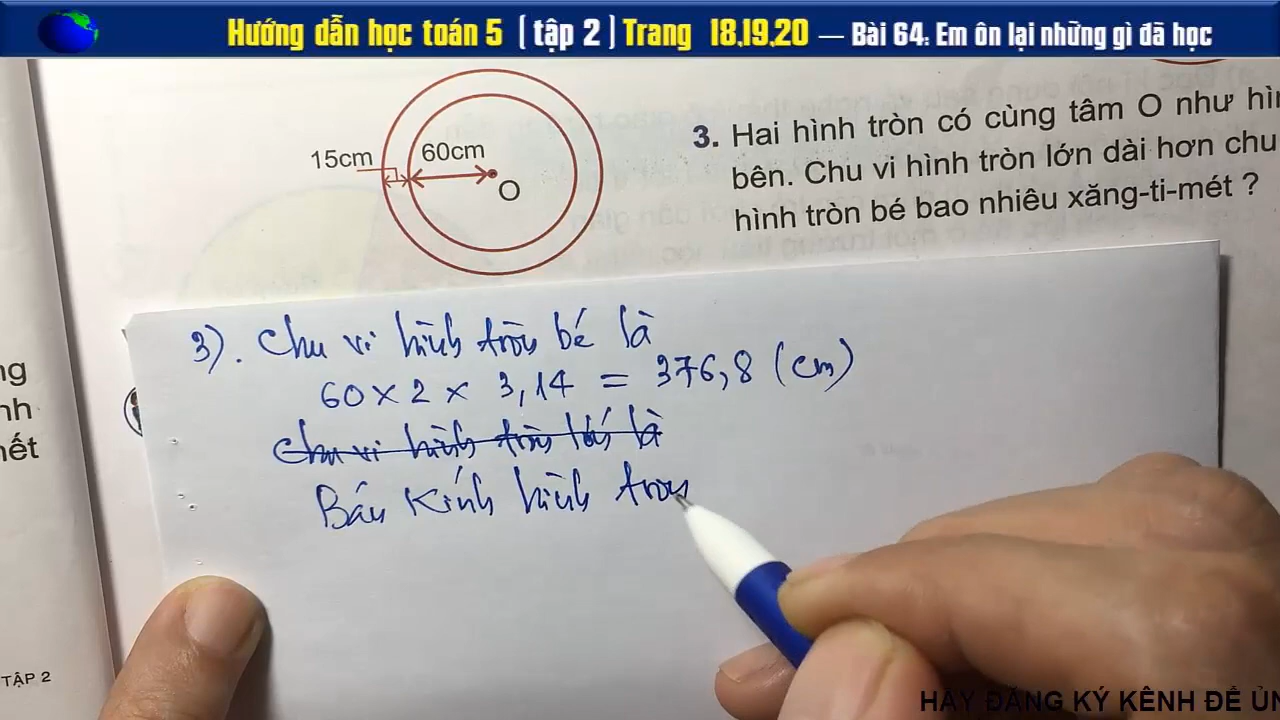 Hướng dẫn học toán 5 ( tập 2 ) Trang 18,19,20 — Bài 64: Em ôn lại những gì đã học
15cm
60cm
O
3. Hai hình tròn có cùng tâm O như hìn
bên. Chu vi hình tròn lớn dài hơn chu
hình tròn bé bao nhiêu xăng-ti-mét ?
3). Chu vi hình tròn bé là
60 x 2 x 3,14 = 376,8 (cm)
Chu vi hình tròn bé là
Bán kính hình tron
ng
nh
ết
TẬP 2
HÃY ĐĂNG KÝ KÊNH ĐỂ ỦN